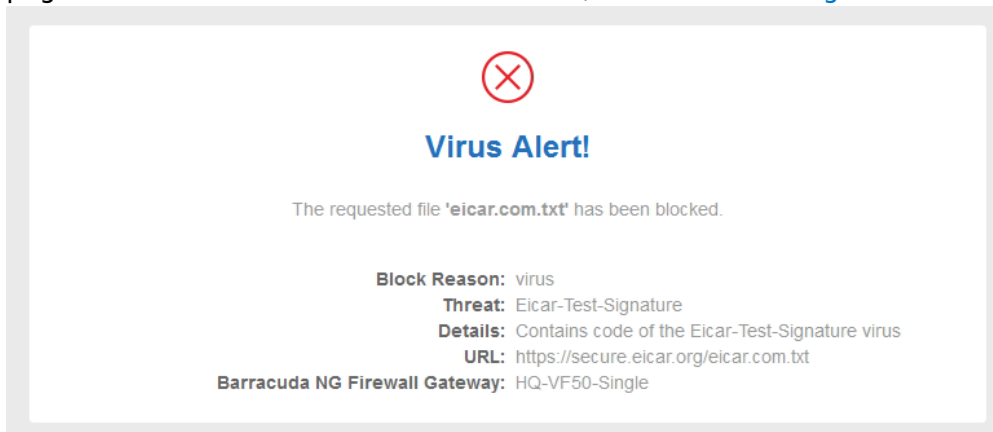 Virus Alert!
The requested file 'eicar.com.txt' has been blocked.
Block Reason: virus
Threat: Eicar-Test-Signature
Details: Contains code of the Eicar-Test-Signature virus
URL: https://secure.eicar.org/eicar.com.txt
Barracuda NG Firewall Gateway: HQ-VF50-Single